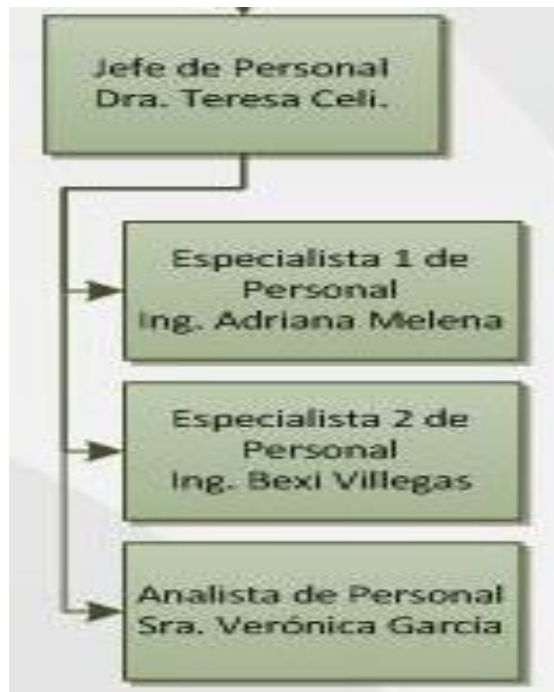 Jefe de Personal
Dra. Teresa Celi.
Especialista 1 de
Personal
Ing. Adriana Melena
Especialista 2 de
Personal
Ing. Bexi Villegas
Analista de Personal
Sra. Verónica Garcia